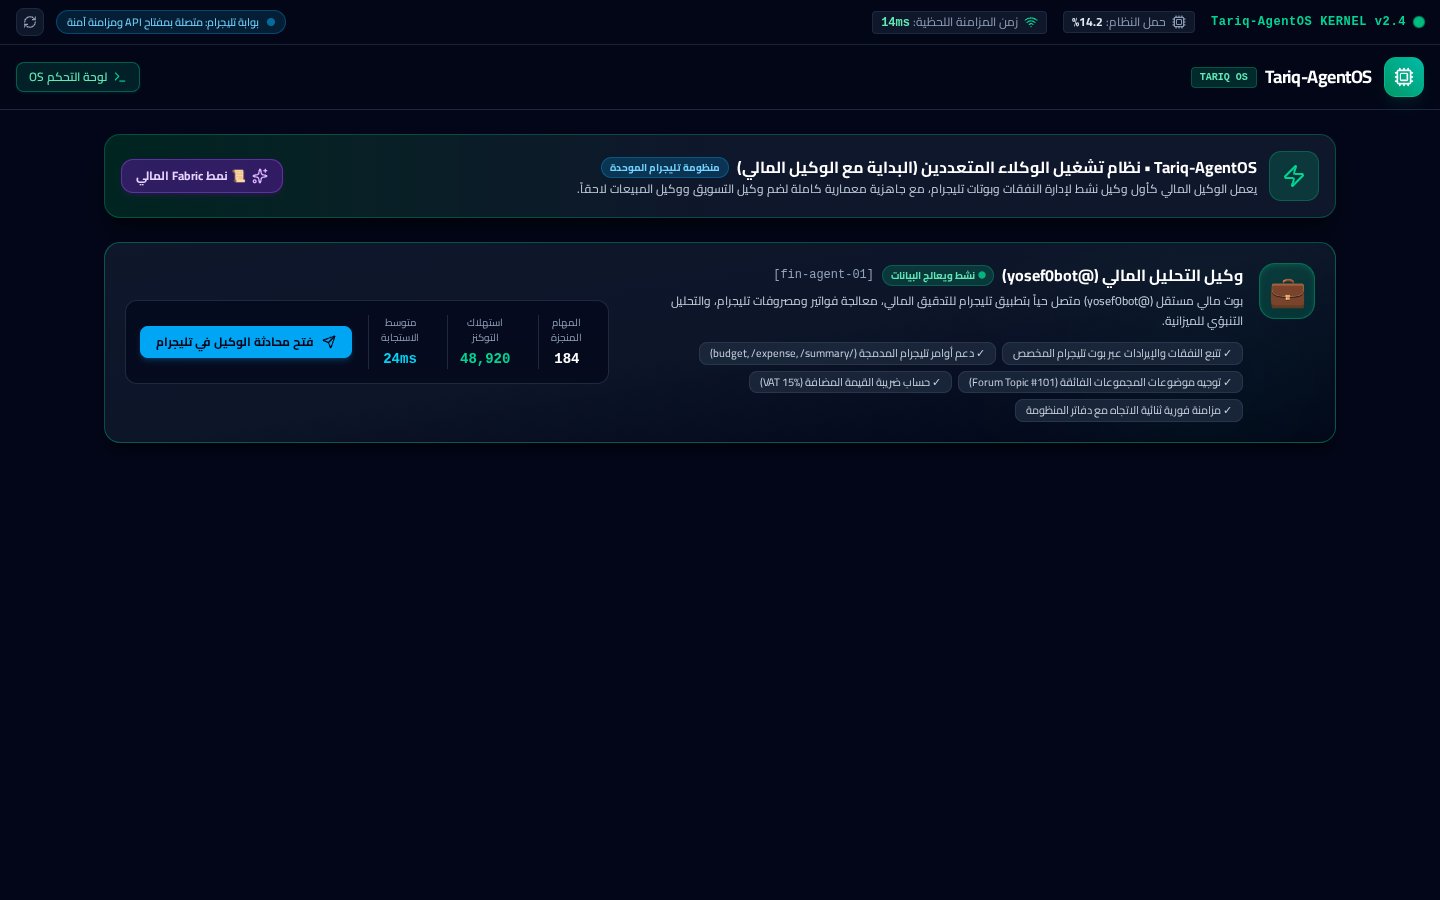 Tariq-AgentOS KERNEL v2.4
حمل النظام: 14.2%
زمن المزامنة اللحظية: 14ms
بوابة تليجرام: متصلة بمفتاح API ومزامنة آمنة
Tariq-AgentOS TARIQ OS
لوحة التحكم OS
Tariq-AgentOS • نظام تشغيل الوكلاء المتعددين (البداية مع الوكيل المالي) منظومة تليجرام الموحدة
يعمل الوكيل المالي كأول وكيل نشط لإدارة النفقات وبوتات تليجرام، مع جاهزية معمارية كاملة لضم وكيل التسويق ووكيل المبيعات لاحقاً.
📜 نمط Fabric المالي
وكيل التحليل المالي (@yosef0bot) نشط ويعالج البيانات [fin-agent-01]
بوت مالي مستقل (@yosef0bot) متصل حياً بتطبيق تليجرام للتدقيق المالي، معالجة فواتير ومصروفات تليجرام، والتحليل
التنبؤي للميزانية.
✓ تتبع النفقات والإيرادات عبر بوت تليجرام المخصص
✓ دعم أوامر تليجرام المدمجة (/budget, /expense, /summary)
✓ توجيه موضوعات المجموعات الفائقة (Forum Topic #101)
✓ حساب ضريبة القيمة المضافة (VAT 15%)
✓ مزامنة فورية ثنائية الاتجاه مع دفاتر المنظومة
المهام
المنجزة
184
استهلاك
التوكنز
48,920
متوسط
الاستجابة
24ms
فتح محادثة الوكيل في تليجرام